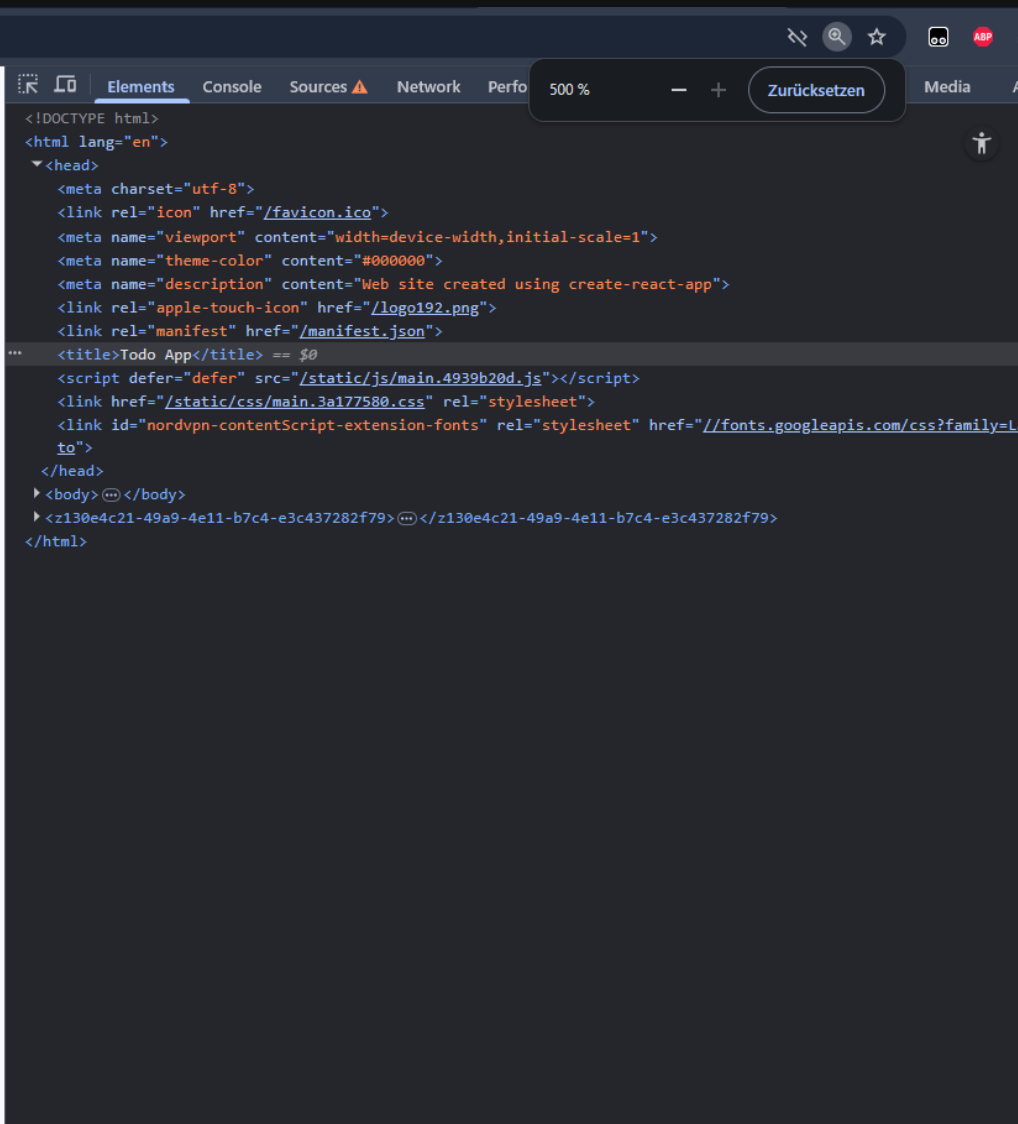 ABP
Elements Console Sources Network Perfo
500 %
Zurücksetzen
Media
<!DOCTYPE html>
<html lang="en">
<head>
<meta charset="utf-8">
<link rel="icon" href="/favicon.ico">
<meta name="viewport" content="width=device-width,initial-scale=1">
<meta name="theme-color" content="#000000">
<meta name="description" content="Web site created using create-react-app">
<link rel="apple-touch-icon" href="/logo192.png">
<link rel="manifest" href="/manifest.json">
<title>Todo App</title> == $0
<script defer="defer" src="/static/js/main.4939b20d.js"></script>
<link href="/static/css/main.3a177580.css" rel="stylesheet">
<link id="nordvpn-contentScript-extension-fonts" rel="stylesheet" href="//fonts.googleapis.com/css?family=L
to">
</head>
<body>…</body>
<z130e4c21-49a9-4e11-b7c4-e3c437282f79>…</z130e4c21-49a9-4e11-b7c4-e3c437282f79>
</html>